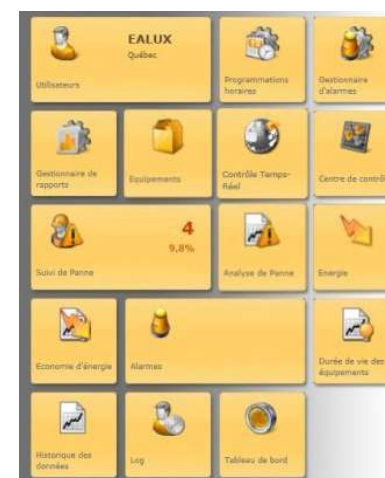 EALUX
Québec
Utilisateurs
Programmations
horaires
Gestionnaire
d'alarmes
Gestionnaire de
rapports
Equipements
Contrôle Temps-
Réel
Centre de contrôl
4
9,8%
Suivi de Panne
Analyse de Panne
Energie
Economie d'énergie
Alarmes
Durée de vie des
équipements
Historique des
données
Log
Tableau de bord